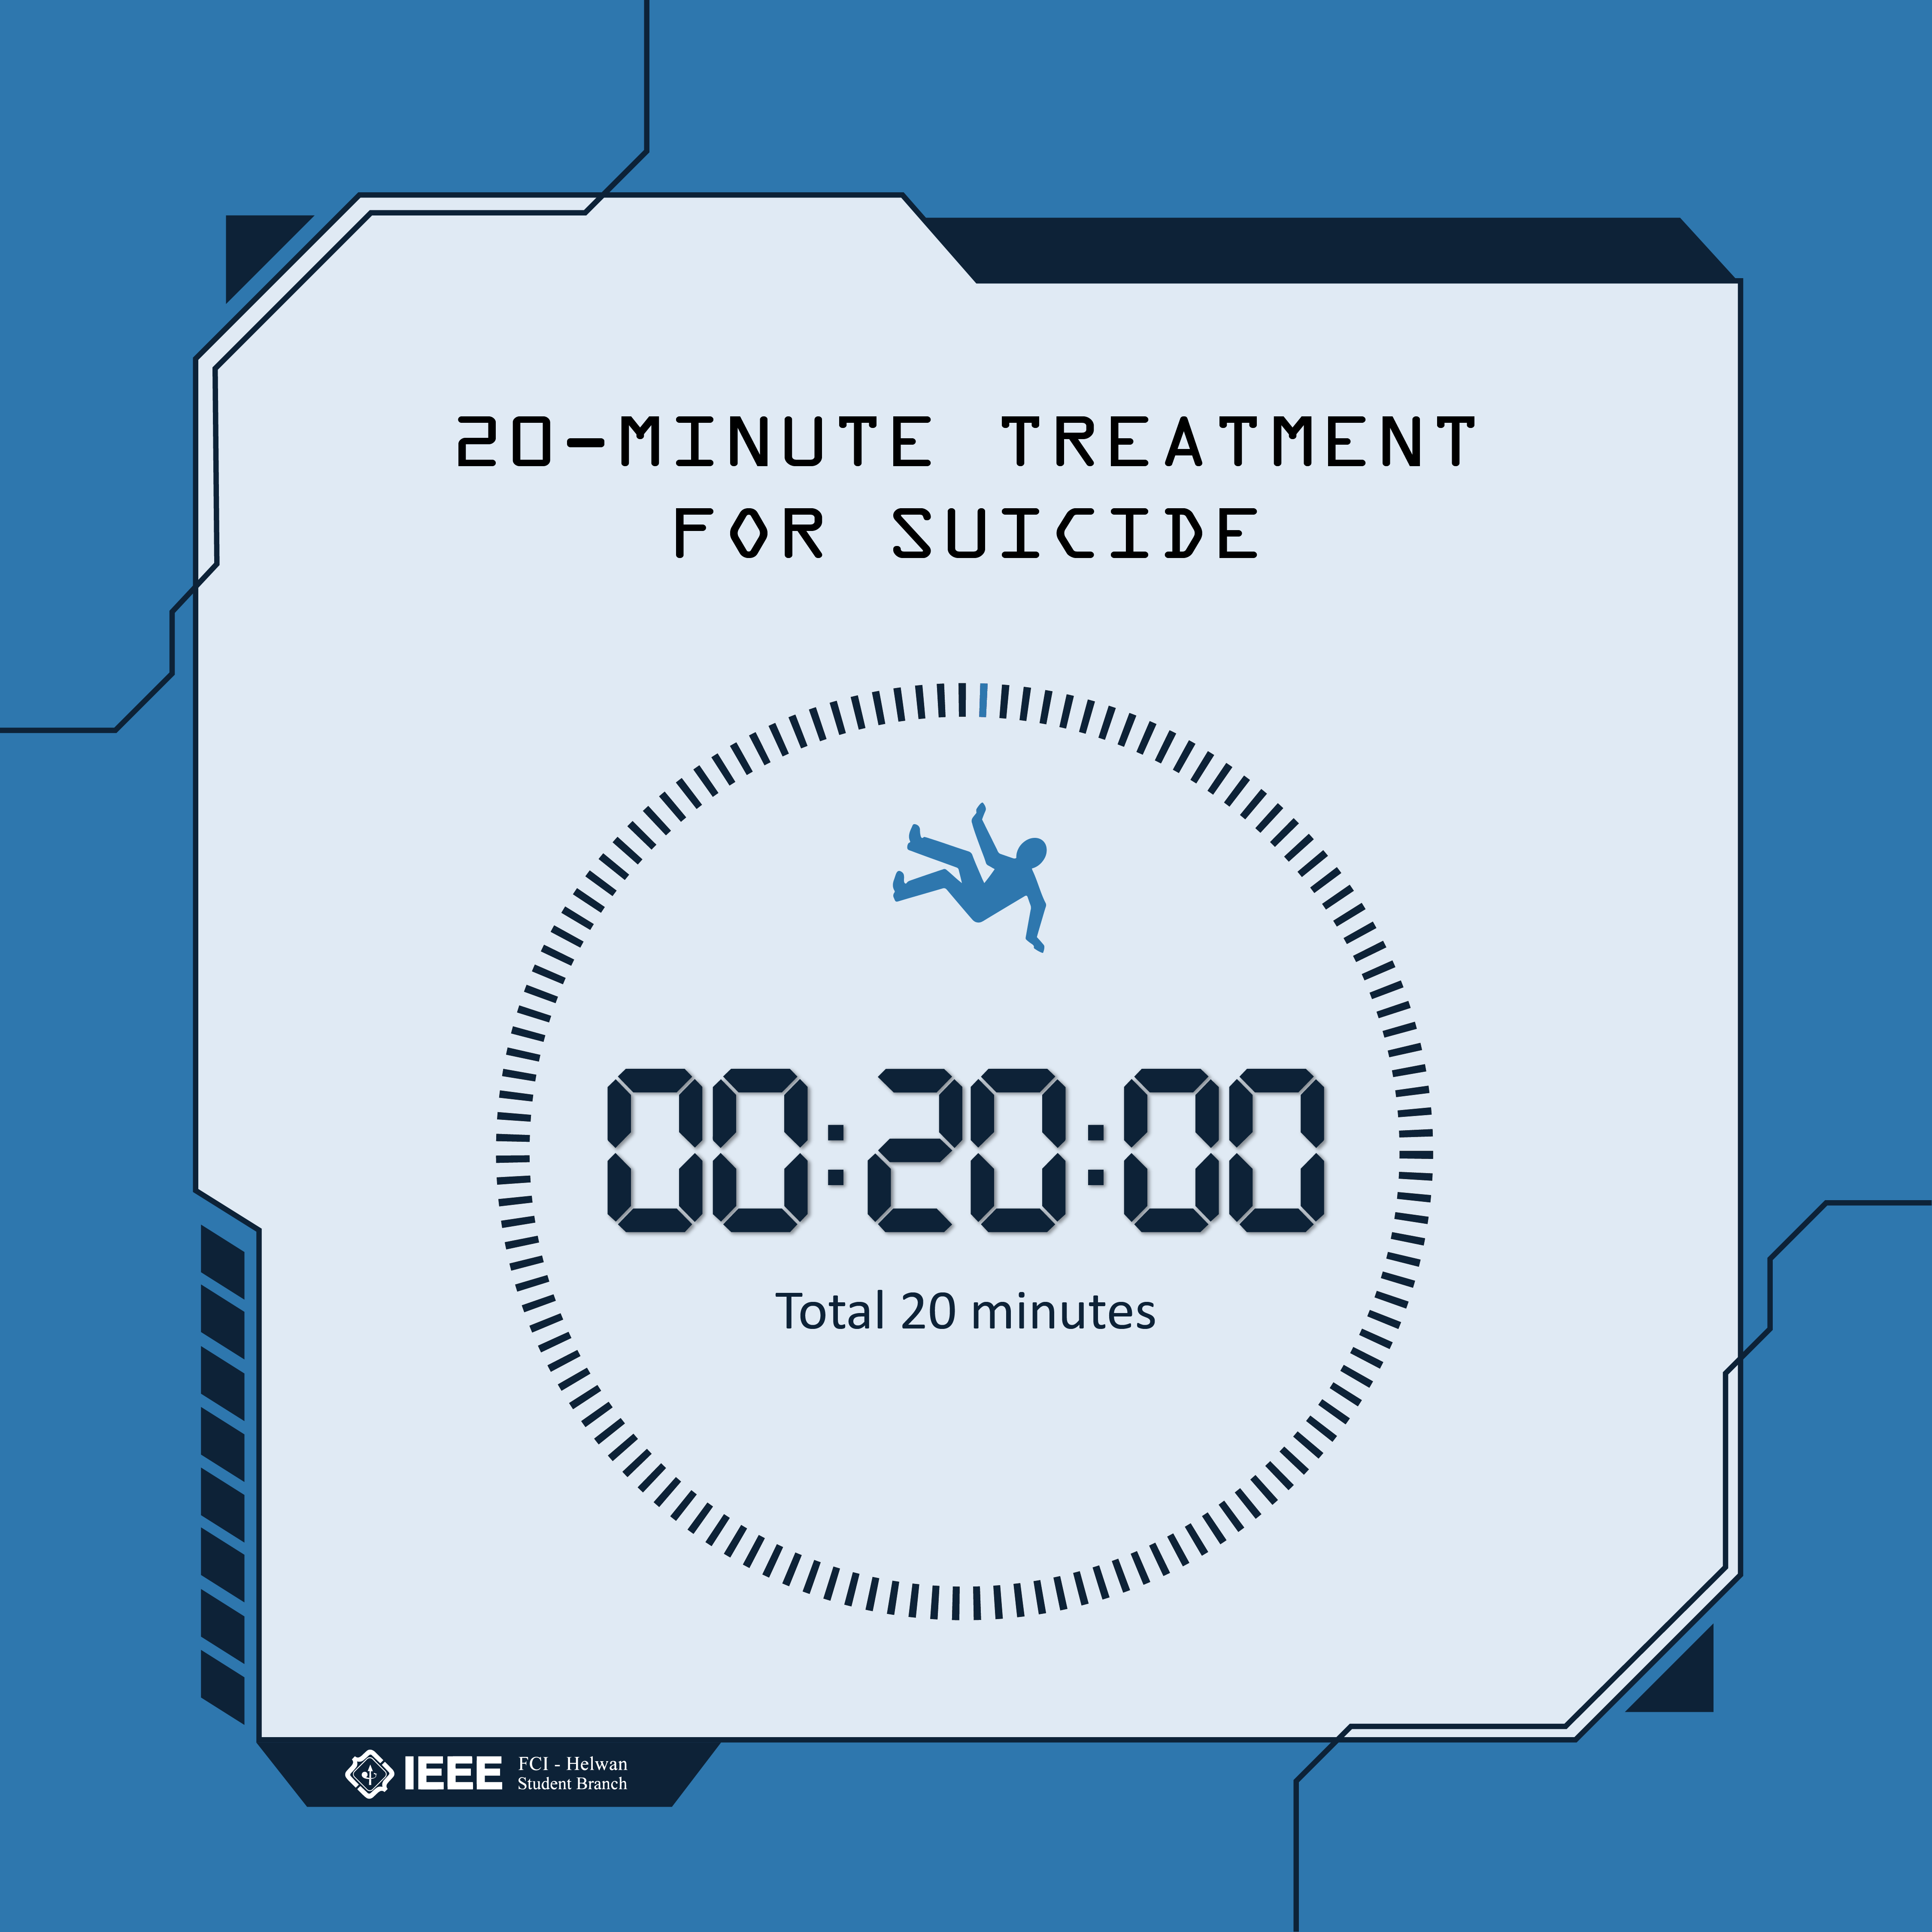 20-MINUTE TREATMENT
FOR SUICIDE
00:20:00
Total 20 minutes
IEEE
FCI - Helwan
Student Branch